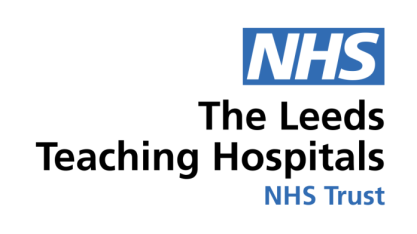 NHS
The Leeds
Teaching Hospitals
NHS Trust